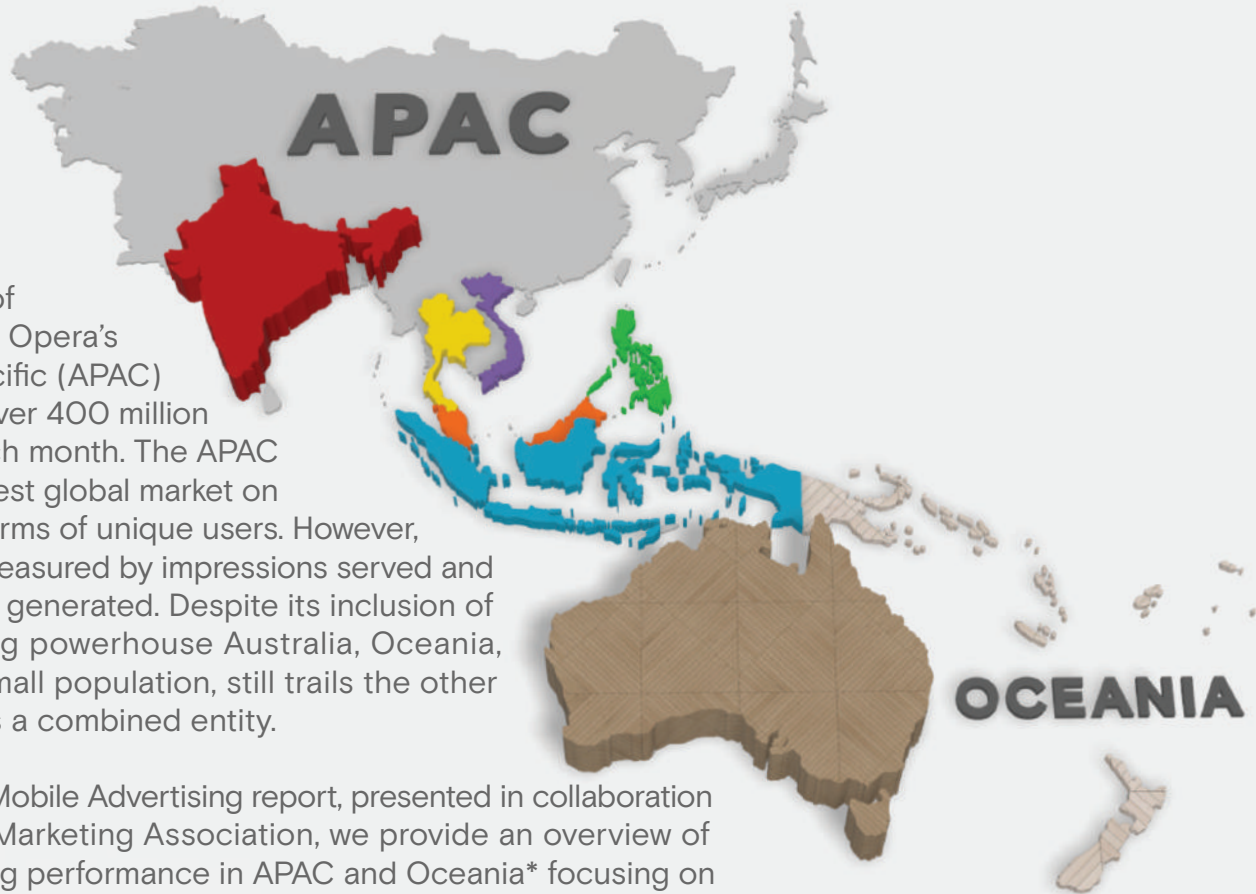 APAC
of
Opera's
cific (APAC)
ver 400 million
ch month. The APAC
est global market on
rms of unique users. However,
easured by impressions served and
generated. Despite its inclusion of
g powerhouse Australia, Oceania,
mall population, still trails the other
s a combined entity.
OCEANIA
Mobile Advertising report, presented in collaboration
Marketing Association, we provide an overview of
g performance in APAC and Oceania* focusing on